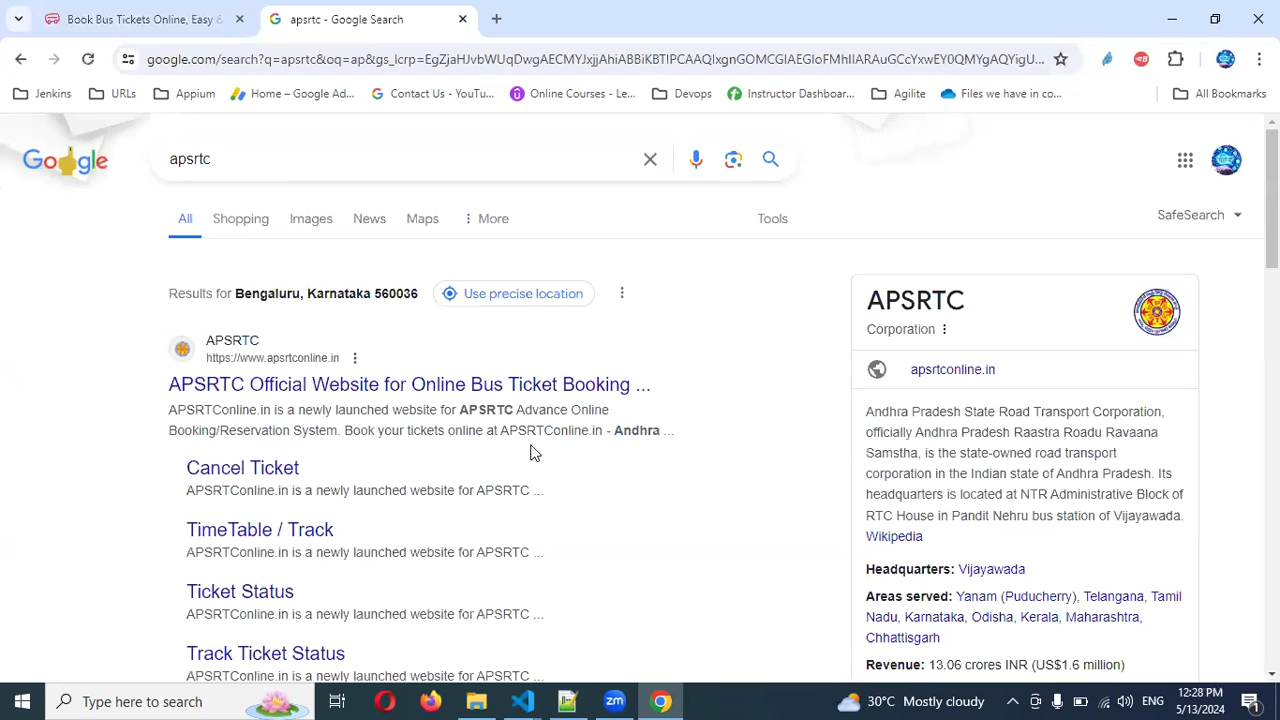 Book Bus Tickets Online, Easy &
apsrtc - Google Search
google.com/search?q=apsrtc&oq=ap&gs_lcrp=
Jenkins
URLs
Appium
Home – Google Ad...
Contact Us - YouTu...
Online Courses - Le...
Devops
Instructor Dashboar...
Agilite
Files we have in co...
All Bookmarks
Google
apsrtc
All
Shopping
Images
News
Maps
More
Tools
SafeSearch
Results for Bengaluru, Karnataka 560036
Use precise location
APSRTC
https://www.apsrtconline.in
APSRTC Official Website for Online Bus Ticket Booking ...
APSRTConline.in is a newly launched website for APSRTC Advance Online
Booking/Reservation System. Book your tickets online at APSRTConline.in - Andhra ...
Cancel Ticket
APSRTConline.in is a newly launched website for APSRTC ...
TimeTable / Track
APSRTConline.in is a newly launched website for APSRTC ...
Ticket Status
APSRTConline.in is a newly launched website for APSRTC ...
Track Ticket Status
APSRTConline.in is a newly launched website for APSRTC ...
APSRTC
Corporation
apsrtconline.in
Andhra Pradesh State Road Transport Corporation,
officially Andhra Pradesh Raastra Roadu Ravaana
Samstha, is the state-owned road transport
corporation in the Indian state of Andhra Pradesh. Its
headquarters is located at NTR Administrative Block of
RTC House in Pandit Nehru bus station of Vijayawada.
Wikipedia
Headquarters: Vijayawada
Areas served: Yanam (Puducherry), Telangana, Tamil
Nadu, Karnataka, Odisha, Kerala, Maharashtra,
Chhattisgarh
Revenue: 13.06 crores INR (US$1.6 million)
Type here to search
zm
30°C Mostly cloudy
ENG
12:28 PM
5/13/2024
1